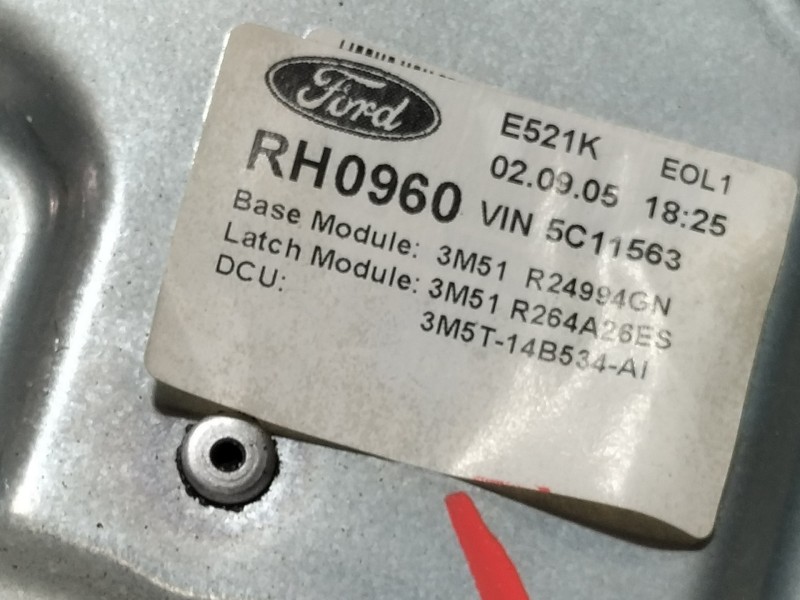 Ford
E521K EOL1
RH0960 02.09.05 18:25
VIN 5C11563
Base Module: 3M51 R24994GN
Latch Module: 3M51 R264A26ES
DCU: 3M5T-14B534-AI